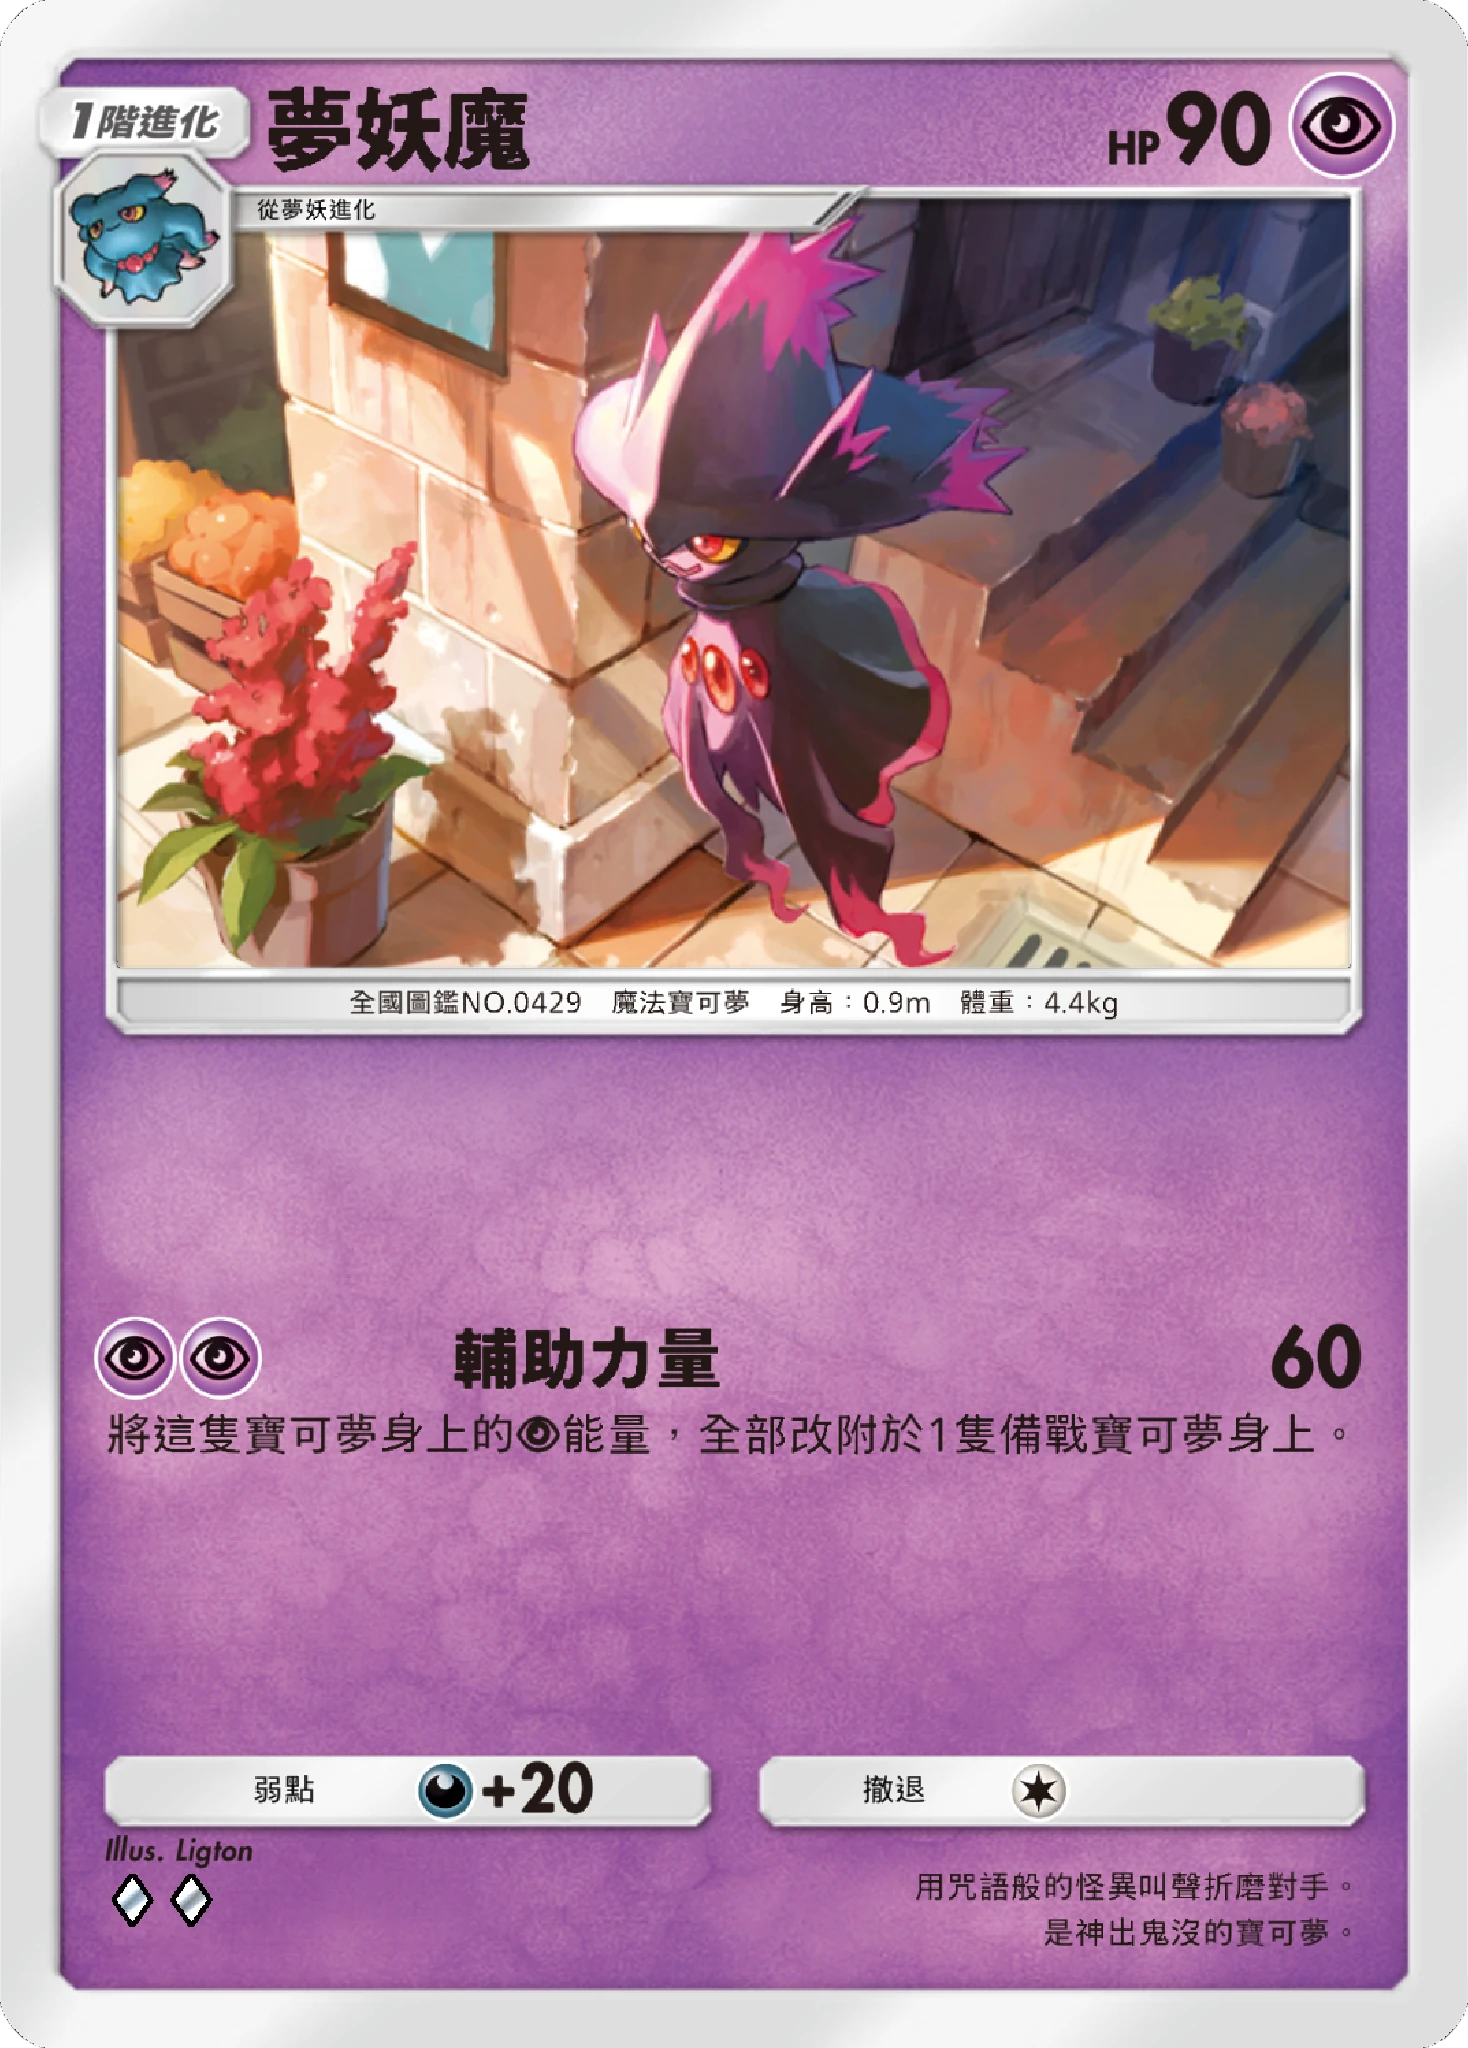 1階進化
夢妖魔
HP 90
從夢妖進化
全國圖鑑NO.0429 魔法寶可夢 身高：0.9m 體重：4.4kg
輔助力量 60
將這隻寶可夢身上的能量，全部改附於1隻備戰寶可夢身上。
弱點 +20
撤退
Illus. Ligton
用咒語般的怪異叫聲折磨對手。
是神出鬼沒的寶可夢。